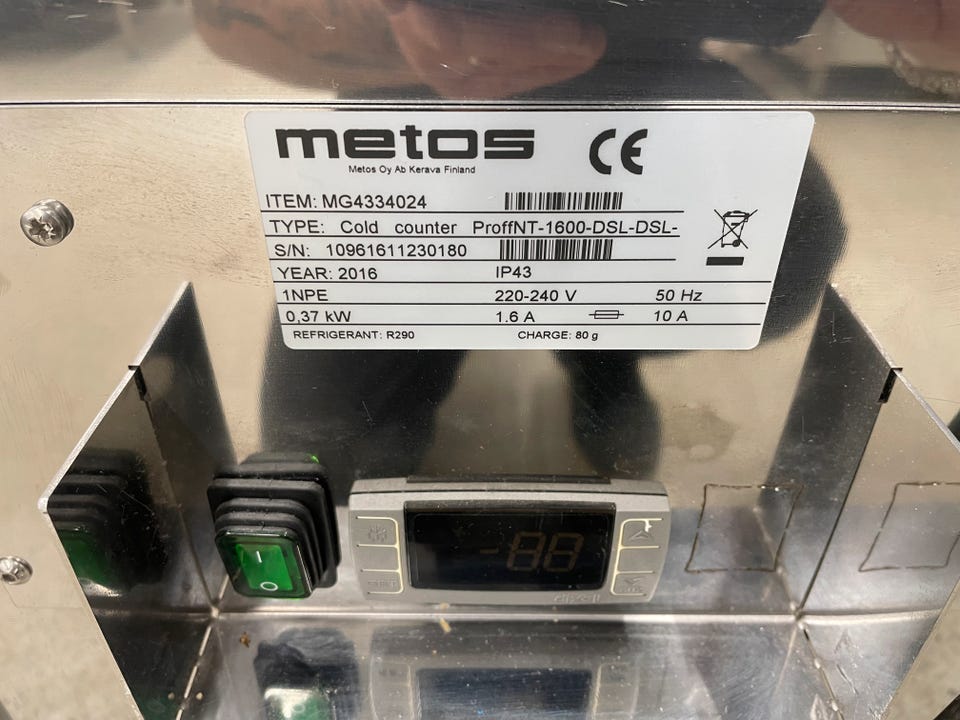 metos
CE
Metos Oy Ab Kerava Finland
ITEM: MG4334024
TYPE: Cold counter ProffNT-1600-DSL-DSL-
S/N: 10961611230180
YEAR: 2016 IP43
1NPE 220-240 V 50 Hz
0,37 kW 1.6 A 10 A
REFRIGERANT: R290 CHARGE: 80 g
-88
dixell